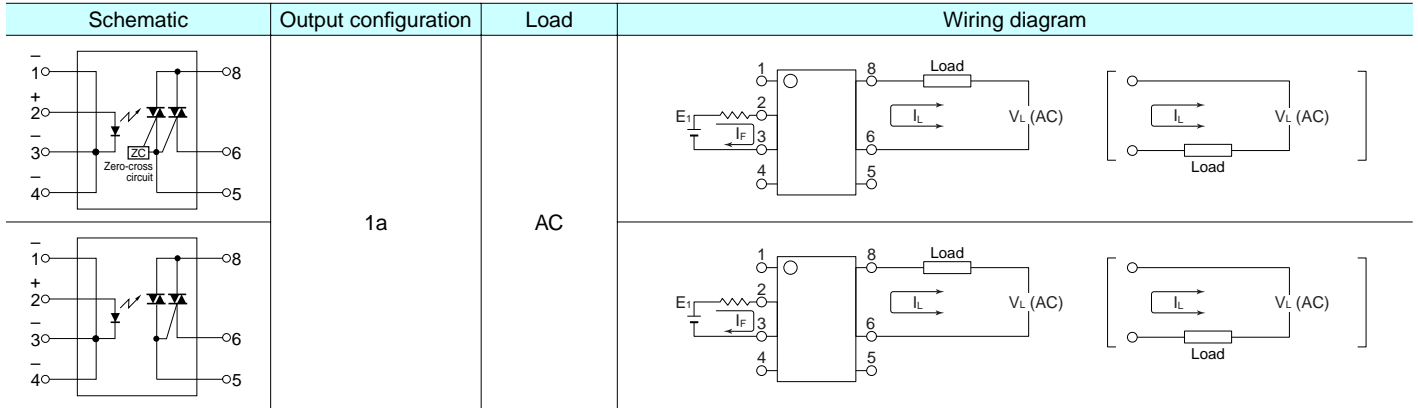 Schematic Output configuration Load Wiring diagram
– 1 8
+ 2
– 3 ZC 6
Zero-cross
circuit
– 4 5
1a
AC
1 8 Load
2
E1 IF IL VL (AC) IL VL (AC)
3 6
Load
4 5
– 1 8
+ 2
– 3 6
– 4 5
1 8 Load
2
E1 IF IL VL (AC) IL VL (AC)
3 6
Load
4 5